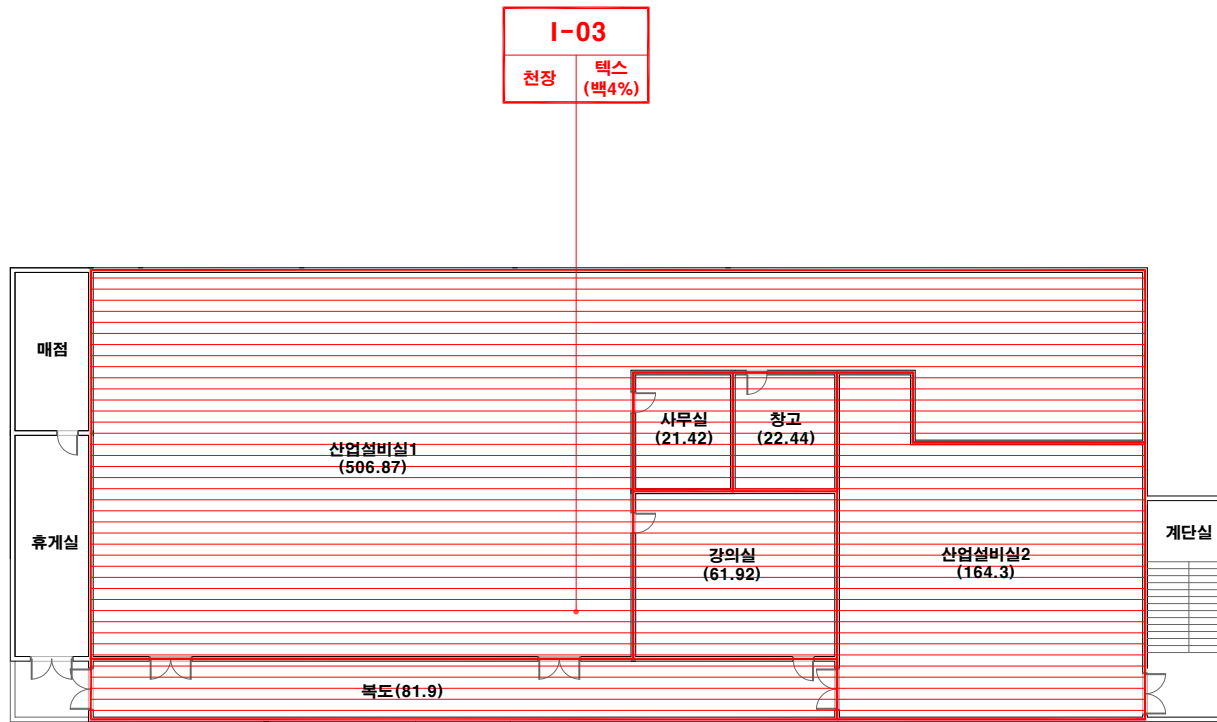 I-03
천장
텍스
(백4%)
매점
사무실
(21.42)
창고
(22.44)
산업설비실1
(506.87)
휴게실
강의실
(61.92)
산업설비실2
(164.3)
계단실
복도(81.9)